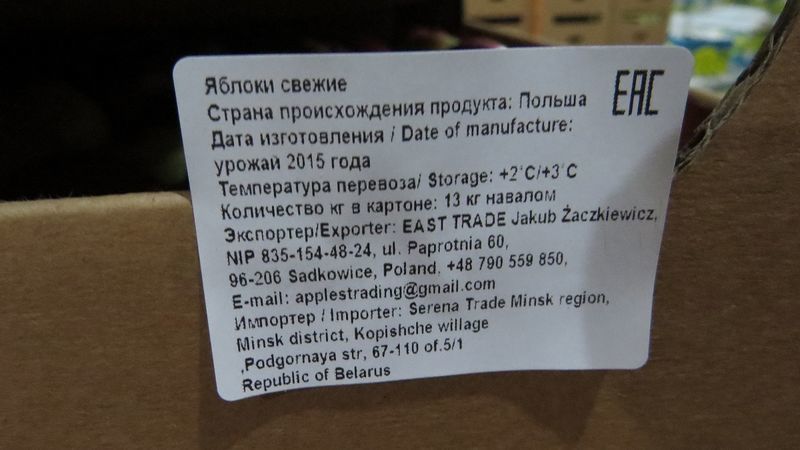 Яблоки свежие
EAC
Страна происхождения продукта: Польша
Дата изготовления / Date of manufacture:
урожай 2015 года
Температура перевоза/ Storage: +2°C/+3°C
Количество кг в картоне: 13 кг навалом
Экспортер/Exporter: EAST TRADE Jakub Żaczkiewicz,
NIP 835-154-48-24, ul. Paprotnia 60,
96-206 Sadkowice, Poland, +48 790 559 850,
E-mail: applestrading@gmail.com
Импортер / Importer: Serena Trade Minsk region,
Minsk district, Kopishche willage
,Podgornaya str, 67-110 of.5/1
Republic of Belarus